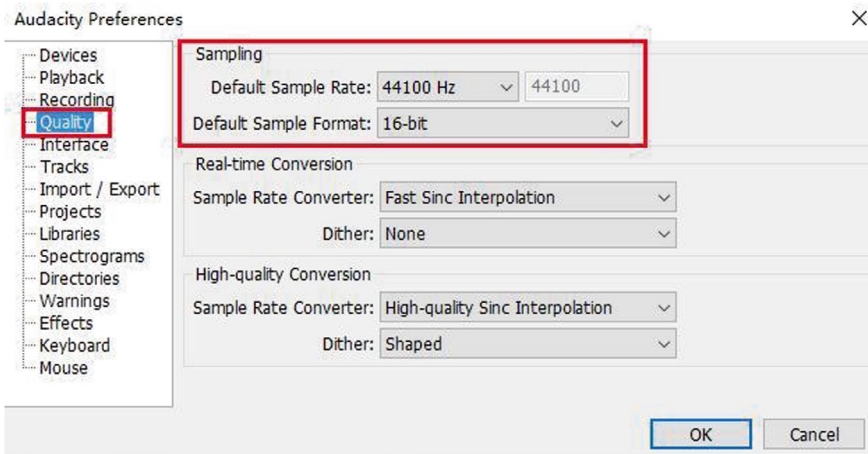 Audacity Preferences
Devices
Playback
Recording
Quality
Interface
Tracks
Import / Export
Projects
Libraries
Spectrograms
Directories
Warnings
Effects
Keyboard
Mouse
Sampling
Default Sample Rate: 44100 Hz 44100
Default Sample Format: 16-bit
Real-time Conversion
Sample Rate Converter: Fast Sinc Interpolation
Dither: None
High-quality Conversion
Sample Rate Converter: High-quality Sinc Interpolation
Dither: Shaped
OK Cancel